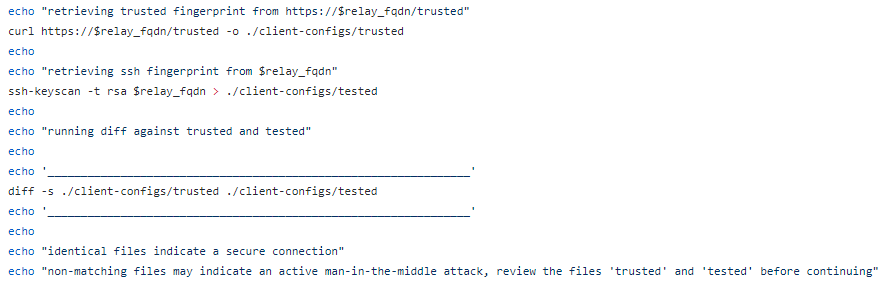 echo "retrieving trusted fingerprint from https://$relay_fqdn/trusted"
curl https://$relay_fqdn/trusted -o ./client-configs/trusted
echo
echo "retrieving ssh fingerprint from $relay_fqdn"
ssh-keyscan -t rsa $relay_fqdn > ./client-configs/tested
echo
echo "running diff against trusted and tested"
echo
echo '________________________________________________________________'
diff -s ./client-configs/trusted ./client-configs/tested
echo '________________________________________________________________'
echo
echo "identical files indicate a secure connection"
echo "non-matching files may indicate an active man-in-the-middle attack, review the files 'trusted' and 'tested' before continuing"